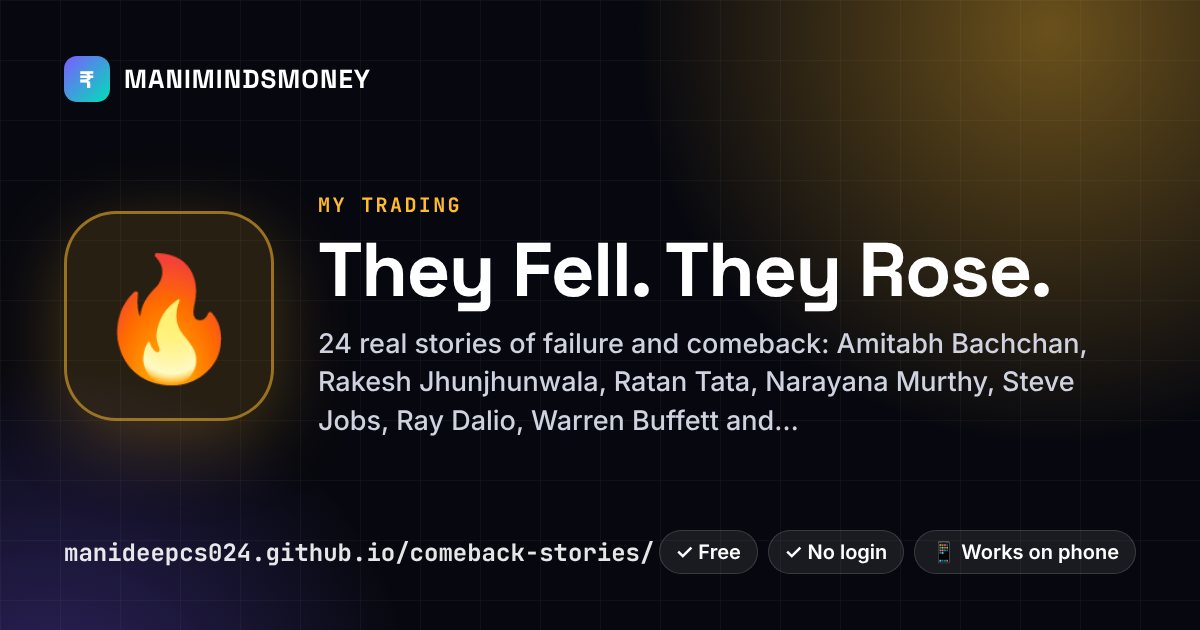 ₹ MANIMINDSMONEY
MY TRADING
They Fell. They Rose.
24 real stories of failure and comeback: Amitabh Bachchan,
Rakesh Jhunjhunwala, Ratan Tata, Narayana Murthy, Steve
Jobs, Ray Dalio, Warren Buffett and...
manideepcs024.github.io/comeback-stories/ ✓ Free ✓ No login 📱 Works on phone